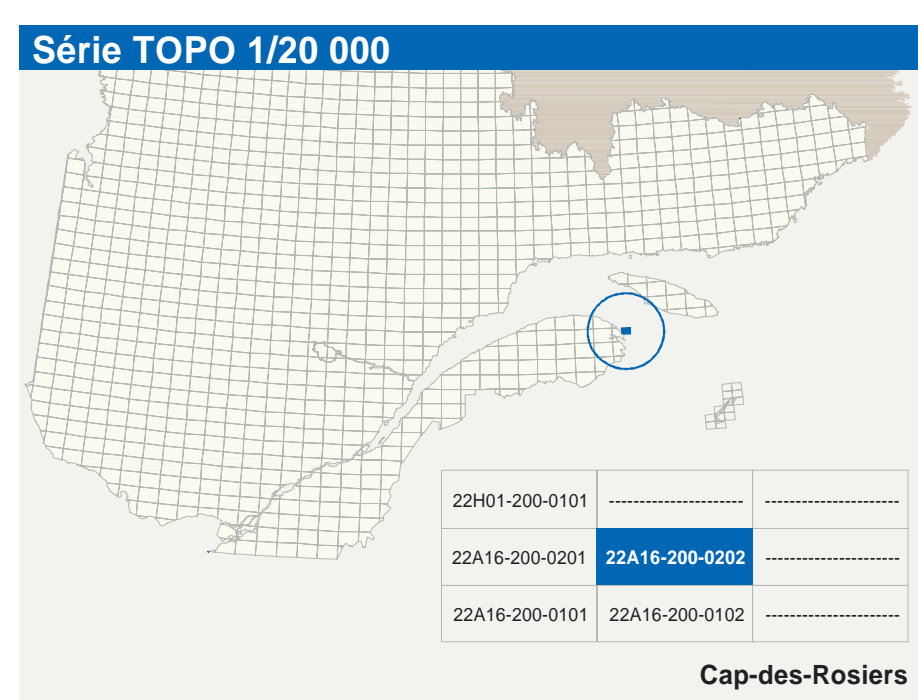 Série TOPO 1/20 000
22H01-200-0101 ---------------------- ----------------------
22A16-200-0201 22A16-200-0202 ----------------------
22A16-200-0101 22A16-200-0102 ----------------------
Cap-des-Rosiers